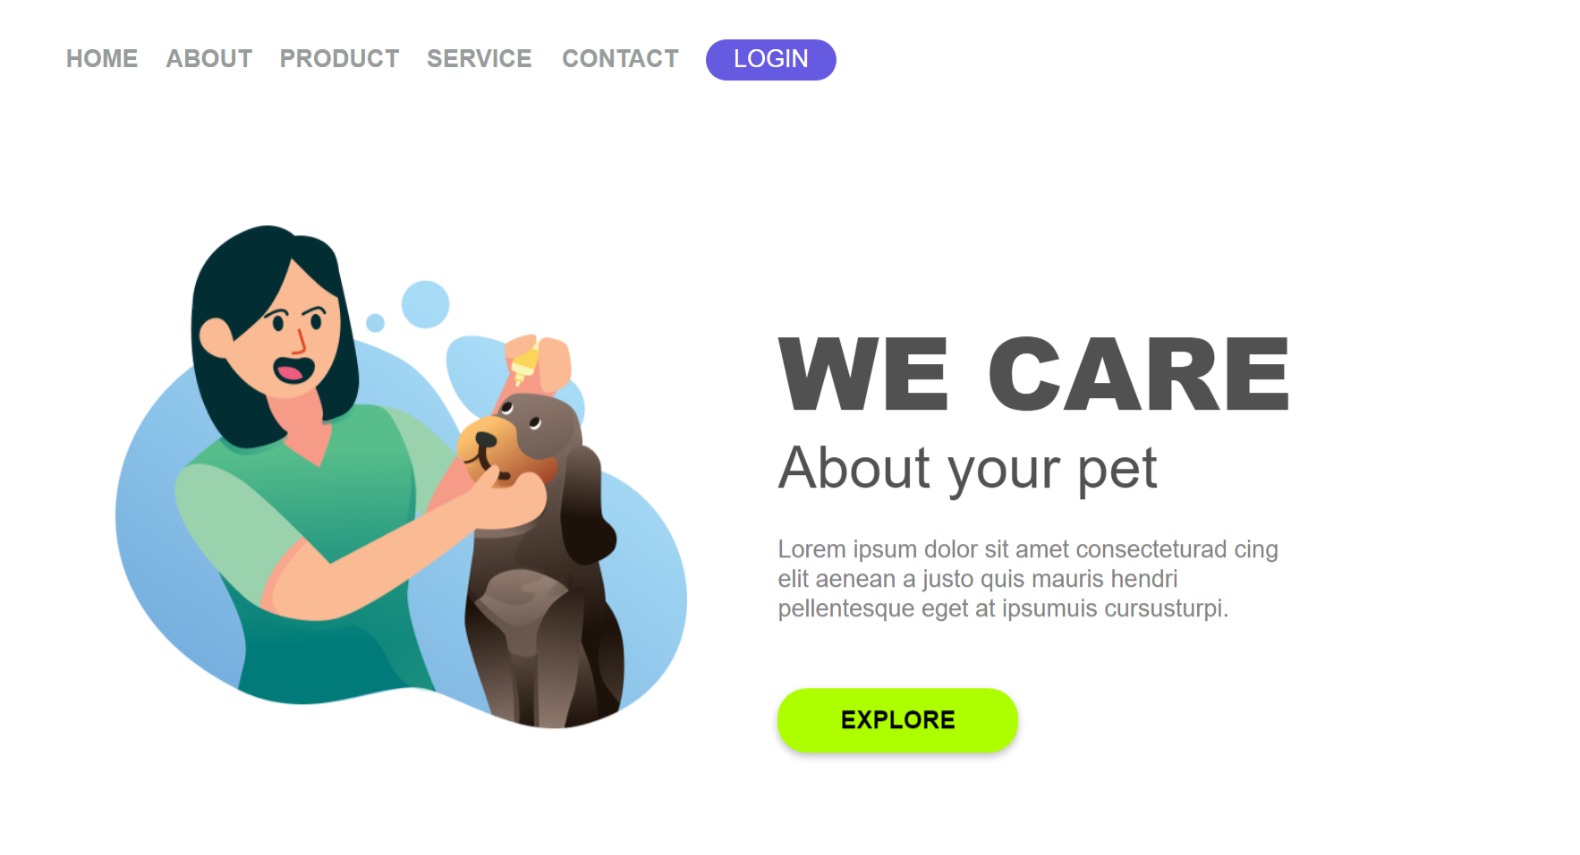 HOME ABOUT PRODUCT SERVICE CONTACT LOGIN
WE CARE
About your pet
Lorem ipsum dolor sit amet consecteturad cing
elit aenean a justo quis mauris hendri
pellentesque eget at ipsumuis cursusturpi.
EXPLORE